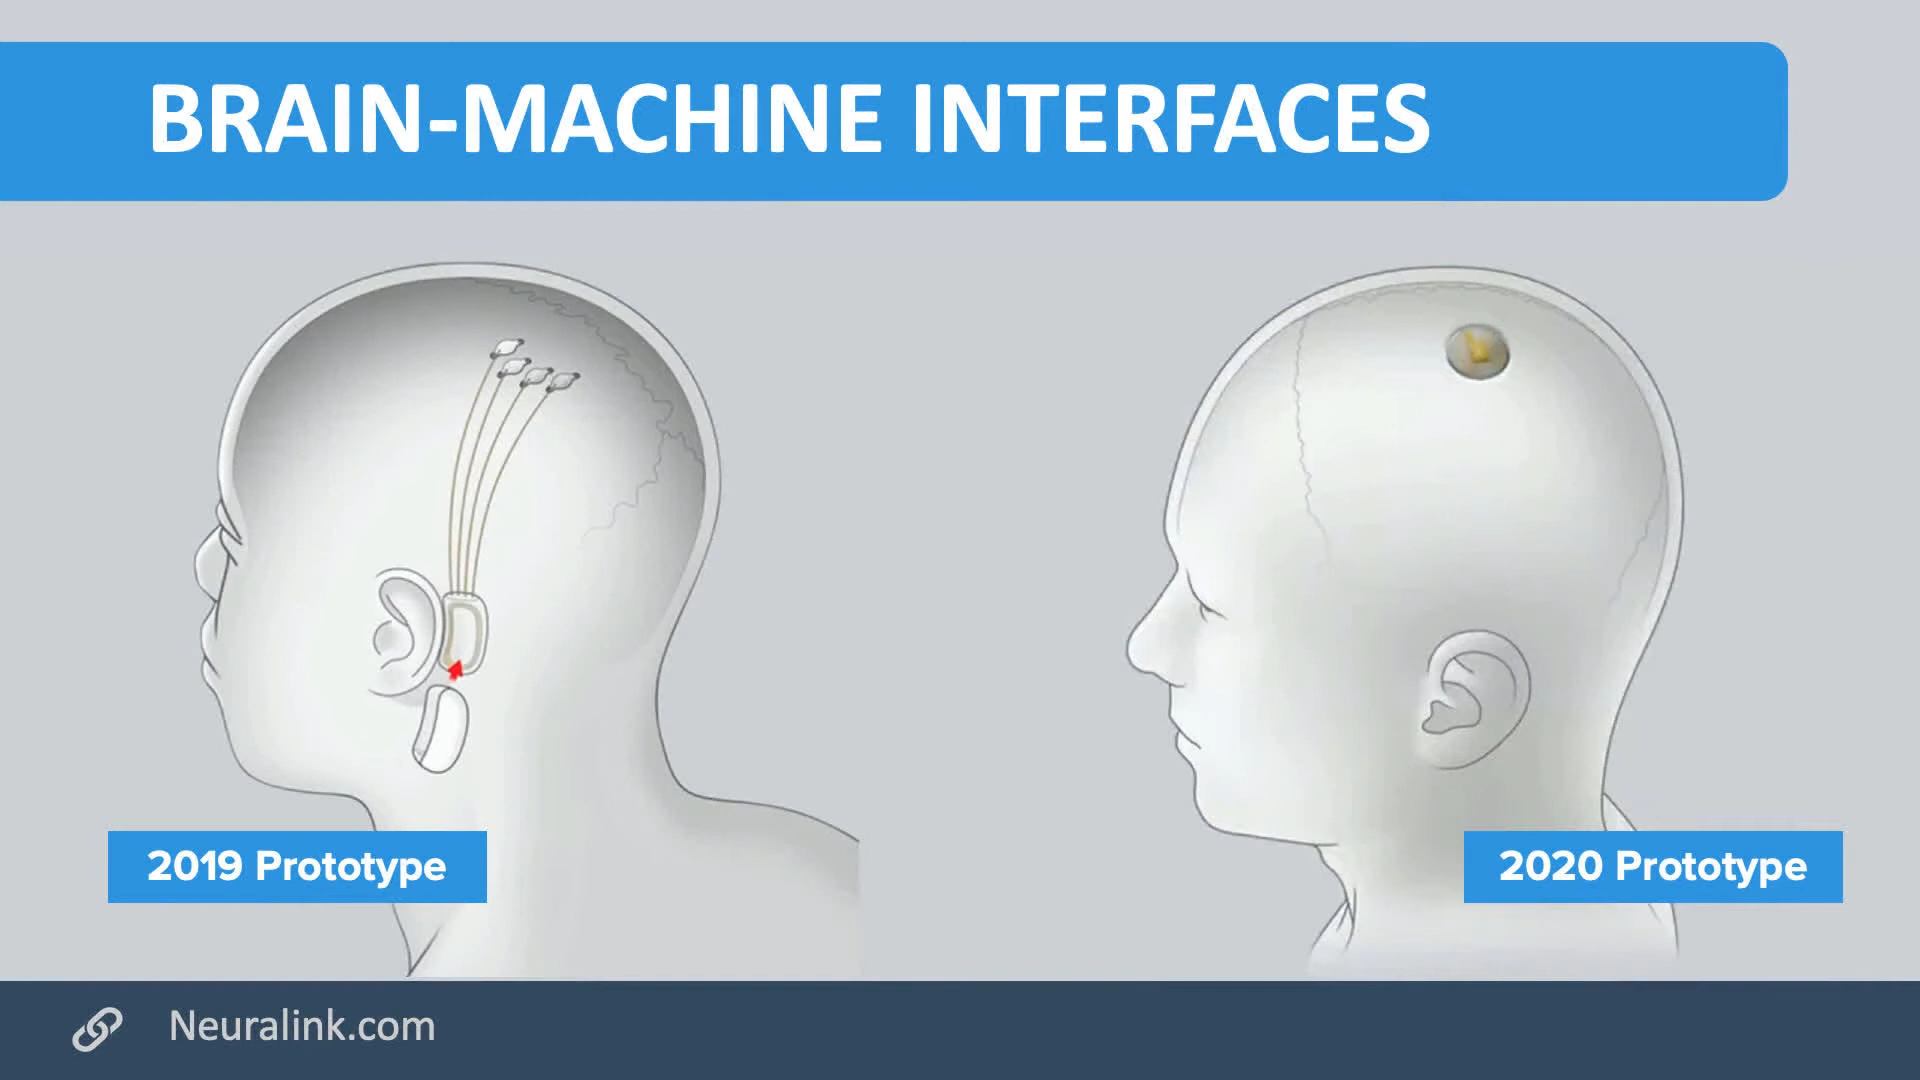 BRAIN-MACHINE INTERFACES
2019 Prototype
2020 Prototype
Neuralink.com